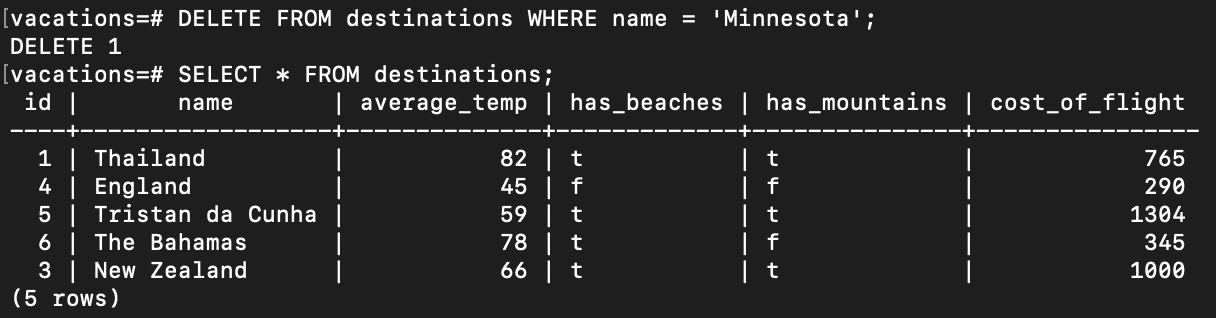 [vacations=# DELETE FROM destinations WHERE name = 'Minnesota';
DELETE 1
[vacations=# SELECT * FROM destinations;
 id |       name       | average_temp | has_beaches | has_mountains | cost_of_flight
----+------------------+--------------+-------------+---------------+----------------
  1 | Thailand         |           82 | t           | t             |            765
  4 | England          |           45 | f           | f             |            290
  5 | Tristan da Cunha |           59 | t           | t             |           1304
  6 | The Bahamas      |           78 | t           | f             |            345
  3 | New Zealand      |           66 | t           | t             |           1000
(5 rows)